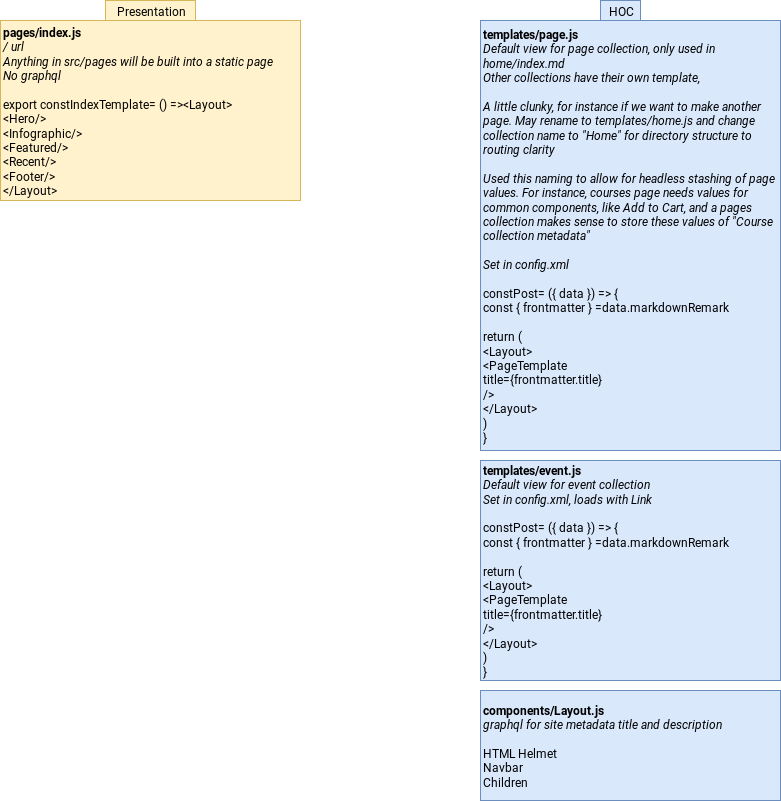 Presentation
pages/index.js
/ url
Anything in src/pages will be built into a static page
No graphql
export constIndexTemplate= () =><Layout>
<Hero/>
<Infographic/>
<Featured/>
<Recent/>
<Footer/>
</Layout>
HOC
templates/page.js
Default view for page collection, only used in
home/index.md
Other collections have their own template,
A little clunky, for instance if we want to make another
page. May rename to templates/home.js and change
collection name to "Home" for directory structure to
routing clarity
Used this naming to allow for headless stashing of page
values. For instance, courses page needs values for
common components, like Add to Cart, and a pages
collection makes sense to store these values of "Course
collection metadata"
Set in config.xml
constPost= ({ data }) => {
const { frontmatter } =data.markdownRemark
return (
<Layout>
<PageTemplate
title={frontmatter.title}
/>
</Layout>
)
}
templates/event.js
Default view for event collection
Set in config.xml, loads with Link
constPost= ({ data }) => {
const { frontmatter } =data.markdownRemark
return (
<Layout>
<PageTemplate
title={frontmatter.title}
/>
</Layout>
)
}
components/Layout.js
graphql for site metadata title and description
HTML Helmet
Navbar
Children